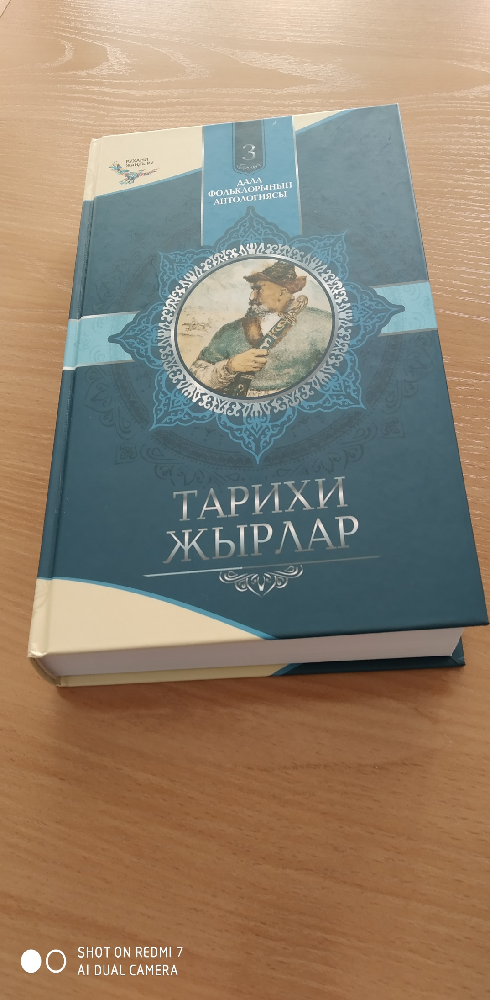 3
РУХАНИ
ЖАҢҒЫРУ
ДАЛА
ФОЛЬКЛОРЫНЫҢ
АНТОЛОГИЯСЫ
ТАРИХИ
ЖЫРЛАР
SHOT ON REDMI 7
AI DUAL CAMERA